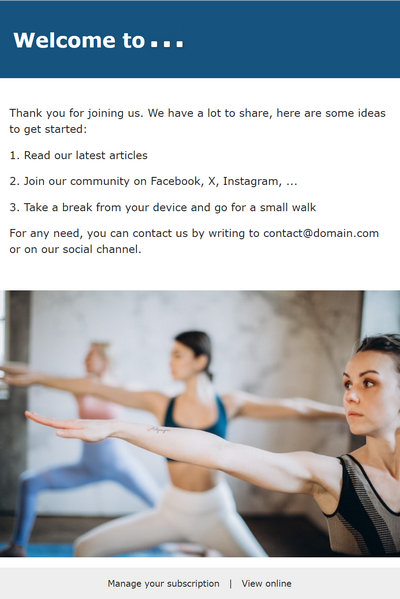 Welcome to ...
Thank you for joining us. We have a lot to share, here are some ideas
to get started:
1. Read our latest articles
2. Join our community on Facebook, X, Instagram, ...
3. Take a break from your device and go for a small walk
For any need, you can contact us by writing to contact@domain.com
or on our social channel.
Manage your subscription | View online